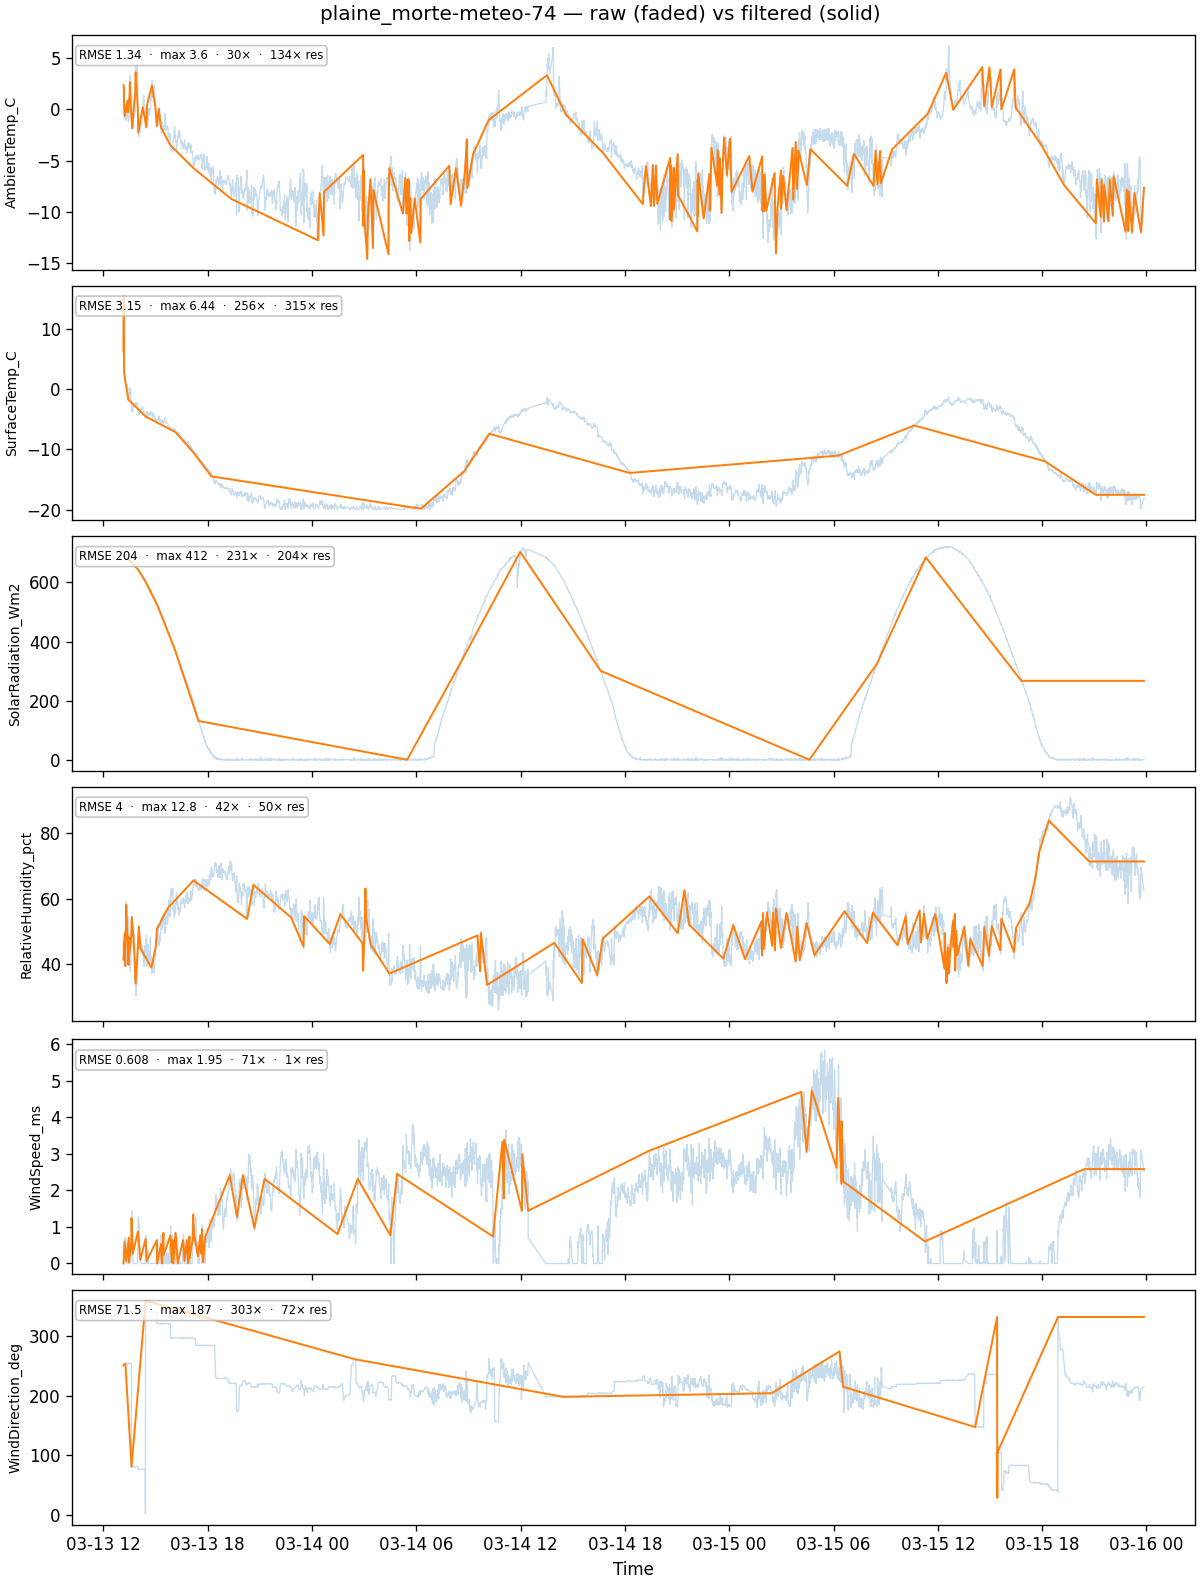 plaine_morte-meteo-74 — raw (faded) vs filtered (solid)
RMSE 1.34 · max 3.6 · 30× · 134× res
AmbientTemp_C
5
0
−5
−10
−15
RMSE 3.15 · max 6.44 · 256× · 315× res
SurfaceTemp_C
10
0
−10
−20
RMSE 204 · max 412 · 231× · 204× res
SolarRadiation_Wm2
600
400
200
0
RMSE 4 · max 12.8 · 42× · 50× res
RelativeHumidity_pct
80
60
40
RMSE 0.608 · max 1.95 · 71× · 1× res
WindSpeed_ms
6
5
4
3
2
1
0
RMSE 71.5 · max 187 · 303× · 72× res
WindDirection_deg
300
200
100
0
03-13 12 03-13 18 03-14 00 03-14 06 03-14 12 03-14 18 03-15 00 03-15 06 03-15 12 03-15 18 03-16 00
Time